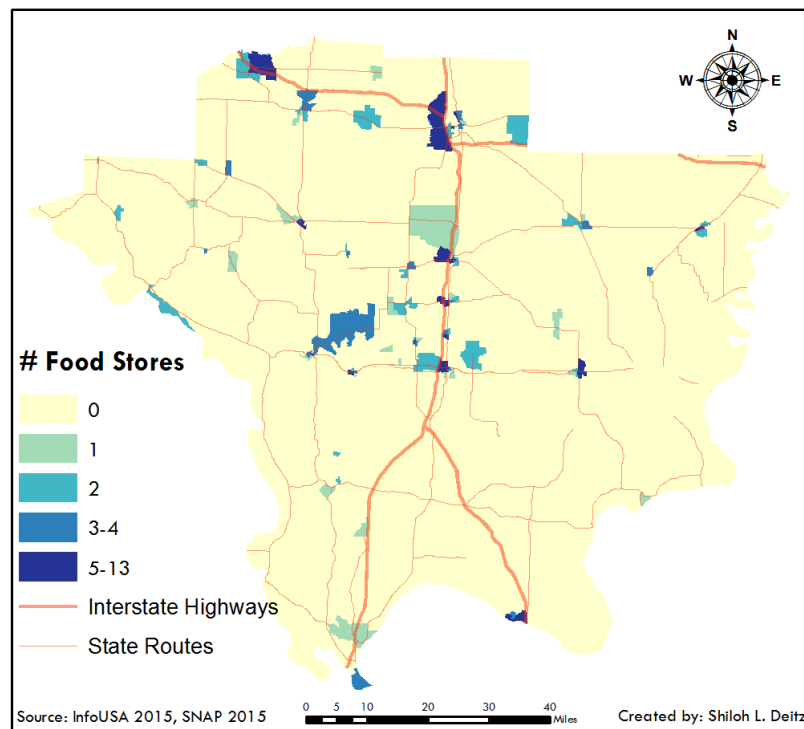 N
W E
S
# Food Stores
0
1
2
3-4
5-13
Interstate Highways
State Routes
Source: InfoUSA 2015, SNAP 2015
0 5 10 20 30 40
Miles
Created by: Shiloh L. Deitz